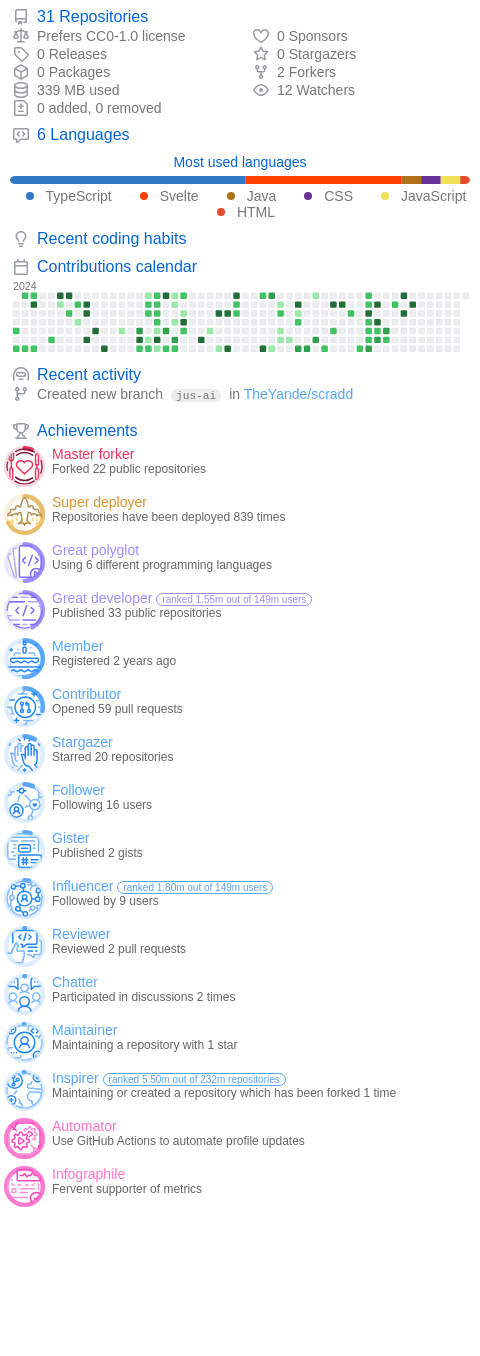 31 Repositories
Prefers CC0-1.0 license
0 Sponsors
0 Releases
0 Stargazers
0 Packages
2 Forkers
339 MB used
12 Watchers
0 added, 0 removed
6 Languages
Most used languages
TypeScript Svelte Java CSS JavaScript
HTML
Recent coding habits
Contributions calendar
2024
Recent activity
Created new branch jus-ai in TheYande/scradd
Achievements
Master forker
Forked 22 public repositories
Super deployer
Repositories have been deployed 839 times
Great polyglot
Using 6 different programming languages
Great developer ranked 1.55m out of 149m users
Published 33 public repositories
Member
Registered 2 years ago
Contributor
Opened 59 pull requests
Stargazer
Starred 20 repositories
Follower
Following 16 users
Gister
Published 2 gists
Influencer ranked 1.80m out of 149m users
Followed by 9 users
Reviewer
Reviewed 2 pull requests
Chatter
Participated in discussions 2 times
Maintainer
Maintaining a repository with 1 star
Inspirer ranked 5.50m out of 232m repositories
Maintaining or created a repository which has been forked 1 time
Automator
Use GitHub Actions to automate profile updates
Infographile
Fervent supporter of metrics